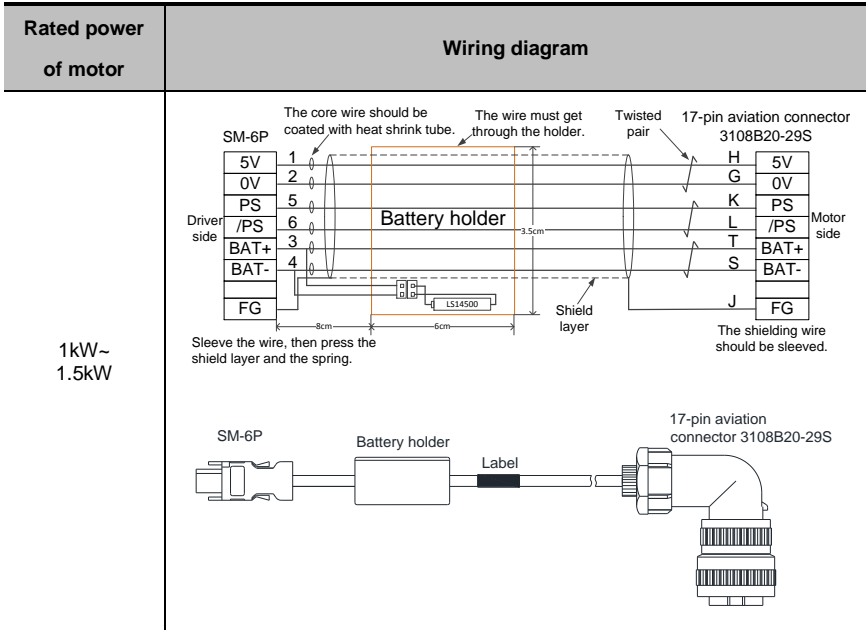 Rated power
of motor
Wiring diagram
1kW~
1.5kW
The core wire should be
coated with heat shrink tube.
The wire must get
through the holder.
Twisted
pair
17-pin aviation connector
3108B20-29S
SM-6P
5V 1 H 5V
0V 2 G 0V
PS 5 K PS
/PS 6 L /PS
BAT+ 3 T BAT+
BAT- 4 S BAT-
FG J FG
Driver
side
Battery holder
3.5cm
Motor
side
LS14500
8cm
6cm
Shield
layer
Sleeve the wire, then press the
shield layer and the spring.
The shielding wire
should be sleeved.
SM-6P
Battery holder
Label
17-pin aviation
connector 3108B20-29S